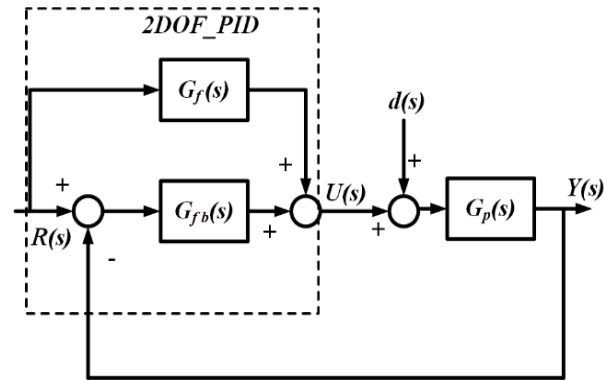 2DOF_PID
G_f(s)
d(s)
+
+
+
U(s)
Y(s)
G_fb(s)
G_p(s)
R(s)
+
+
-